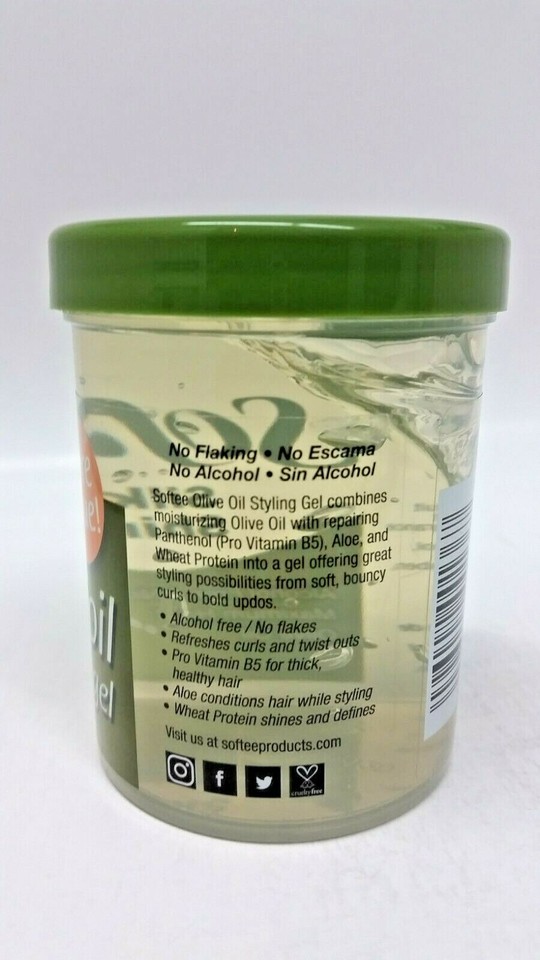 No Flaking • No Escama
No Alcohol • Sin Alcohol
Softee Olive Oil Styling Gel combines
moisturizing Olive Oil with repairing
Panthenol (Pro Vitamin B5), Aloe, and
Wheat Protein into a gel offering great
styling possibilities from soft, bouncy
curls to bold updos.
• Alcohol free / No flakes
• Refreshes curls and twist outs
• Pro Vitamin B5 for thick,
healthy hair
• Aloe conditions hair while styling
• Wheat Protein shines and defines
Visit us at softeeproducts.com
crueltyfree
oil
gel